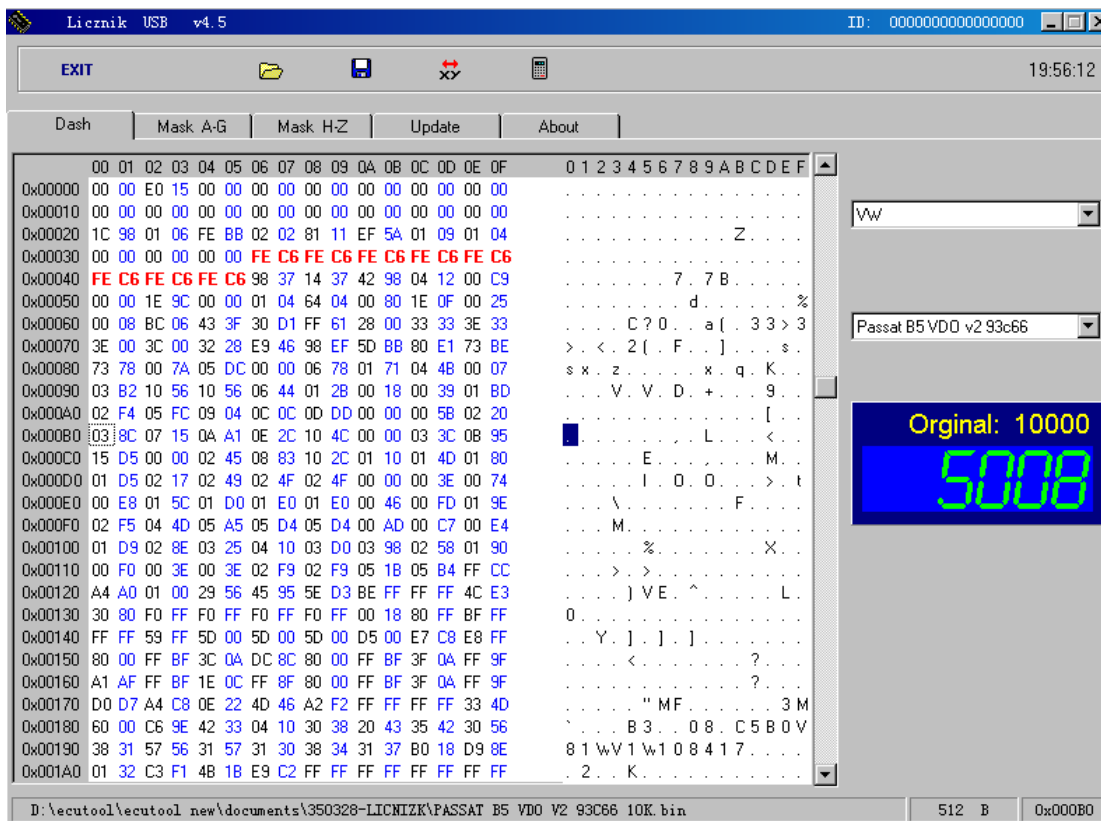 Licznik USB v4.5 ID: 0000000000000000
EXIT XY 19:56:12
Dash Mask A-G Mask H-Z Update About
00 01 02 03 04 05 06 07 08 09 0A 0B 0C 0D 0E 0F 0 1 2 3 4 5 6 7 8 9 A B C D E F
0x00000 00 00 E0 15 00 00 00 00 00 00 00 00 00 00 00 00 . . . . . . . . . . . . . . . .
0x00010 00 00 00 00 00 00 00 00 00 00 00 00 00 00 00 00 . . . . . . . . . . . . . . . .
VW
0x00020 1C 98 01 06 FE BB 02 02 81 11 EF 5A 01 09 01 04 . . . . . . . . . . . Z . . . .
0x00030 00 00 00 00 00 00 FE C6 FE C6 FE C6 FE C6 FE C6 . . . . . . . . . . . . . . . .
0x00040 FE C6 FE C6 FE C6 98 37 14 37 42 98 04 12 00 C9 . . . . . . . 7 . 7 B . . . . .
0x00050 00 00 1E 9C 00 00 01 04 64 04 00 80 1E 0F 00 25 . . . . . . . . d . . . . . . %
0x00060 00 08 BC 06 43 3F 30 D1 FF 61 28 00 33 33 3E 33 . . . . C ? 0 . . a ( . 3 3 > 3
Passat B5 VDO v2 93c66
0x00070 3E 00 3C 00 32 28 E9 46 98 EF 5D BB 80 E1 73 BE > . < . 2 ( . F . . ] . . . s .
0x00080 73 78 00 7A 05 DC 00 00 06 78 01 71 04 4B 00 07 s x . z . . . . . x . q . K . .
0x00090 03 B2 10 56 10 56 06 44 01 2B 00 18 00 39 01 BD . . . V . V . D . + . . . 9 . .
0x000A0 02 F4 05 FC 09 04 0C 0C 0D DD 00 00 00 5B 02 20 . . . . . . . . . . . . . [ .
0x000B0 03 8C 07 15 0A A1 0E 2C 10 4C 00 00 03 3C 0B 95 . . . . . . . , . L . . . < . .
Orginal: 10000
5008
0x000C0 15 D5 00 00 02 45 08 83 10 2C 01 10 01 4D 01 80 . . . . . E . . . , . . . M . .
0x000D0 01 D5 02 17 02 49 02 4F 02 4F 00 00 00 3E 00 74 . . . . . I . O . O . . . > . t
0x000E0 00 E8 01 5C 01 D0 01 E0 01 E0 00 46 00 FD 01 9E . . . \ . . . . . . . F . . . .
0x000F0 02 F5 04 4D 05 A5 05 D4 05 D4 00 AD 00 C7 00 E4 . . . M . . . . . . . . . . . .
0x00100 01 D9 02 8E 03 25 04 10 03 D0 03 98 02 58 01 90 . . . . . % . . . . . . . X . .
0x00110 00 F0 00 3E 00 3E 02 F9 02 F9 05 1B 05 B4 FF CC . . . > . > . . . . . . . . . .
0x00120 A4 A0 01 00 29 56 45 95 5E D3 BE FF FF FF 4C E3 . . . . ) V E . ^ . . . . . L .
0x00130 30 80 F0 FF F0 FF F0 FF F0 FF 00 18 80 FF BF FF 0 . . . . . . . . . . . . . . .
0x00140 FF FF 59 FF 5D 00 5D 00 5D 00 D5 00 E7 C8 E8 FF . . Y . ] . ] . ] . . . . . . .
0x00150 80 00 FF BF 3C 0A DC 8C 80 00 FF BF 3F 0A FF 9F . . . . < . . . . . . . ? . . .
0x00160 A1 AF FF BF 1E 0C FF 8F 80 00 FF BF 3F 0A FF 9F . . . . . . . . . . . . ? . . .
0x00170 D0 D7 A4 C8 0E 22 4D 46 A2 F2 FF FF FF FF 33 4D . . . . . " M F . . . . . . 3 M
0x00180 60 00 C6 9E 42 33 04 10 30 38 20 43 35 42 30 56 ` . . . B 3 . . 0 8 . C 5 B 0 V
0x00190 38 31 57 56 31 57 31 30 38 34 31 37 B0 18 D9 8E 8 1 W V 1 W 1 0 8 4 1 7 . . . .
0x001A0 01 32 C3 F1 4B 1B E9 C2 FF FF FF FF FF FF FF FF . 2 . . K . . . . . . . . . . .
D:\ecutool\ecutool new\documents\350328-LICNIZK\PASSAT B5 VDO V2 93C66 10K.bin 512 B 0x000B0